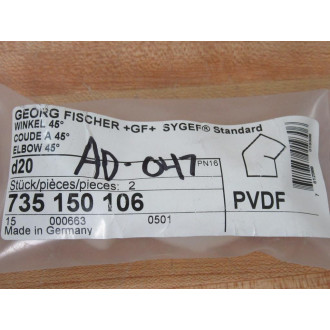 GEORG FISCHER +GF+ SYGEF® Standard
WINKEL 45°
COUDE A 45°
ELBOW 45°
d20
AD-047
PN16
Stück/pièces/pieces: 2
735 150 106
PVDF
15 000663 0501
Made in Germany